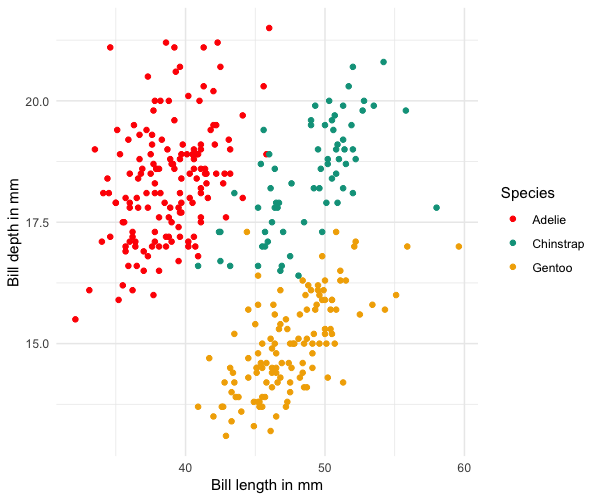 Bill depth in mm
20.0
17.5
15.0
40
50
60
Bill length in mm
Species
Adelie
Chinstrap
Gentoo